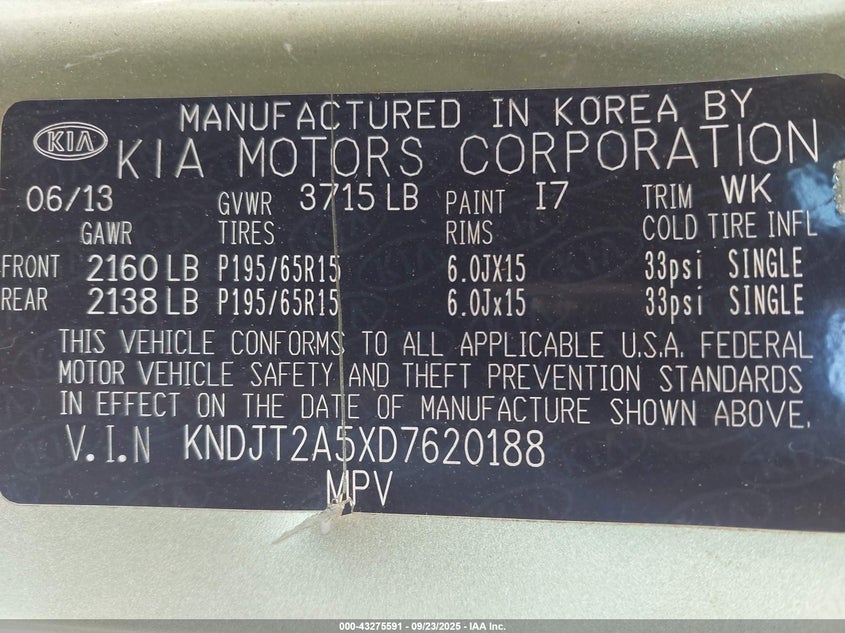 MANUFACTURED IN KOREA BY
KIA KIA MOTORS CORPORATION
06/13 GVWR 3715 LB PAINT I7 TRIM WK
GAWR TIRES RIMS COLD TIRE INFL
FRONT 2160 LB P195/65R15 6.0JX15 33psi SINGLE
REAR 2138 LB P195/65R15 6.0Jx15 33psi SINGLE
THIS VEHICLE CONFORMS TO ALL APPLICABLE U.S.A. FEDERAL
MOTOR VEHICLE SAFETY AND THEFT PREVENTION STANDARDS
IN EFFECT ON THE DATE OF MANUFACTURE SHOWN ABOVE.
V.I.N KNDJT2A5XD7620188
MPV
000-43275591 - 09/23/2025 - IAA Inc.